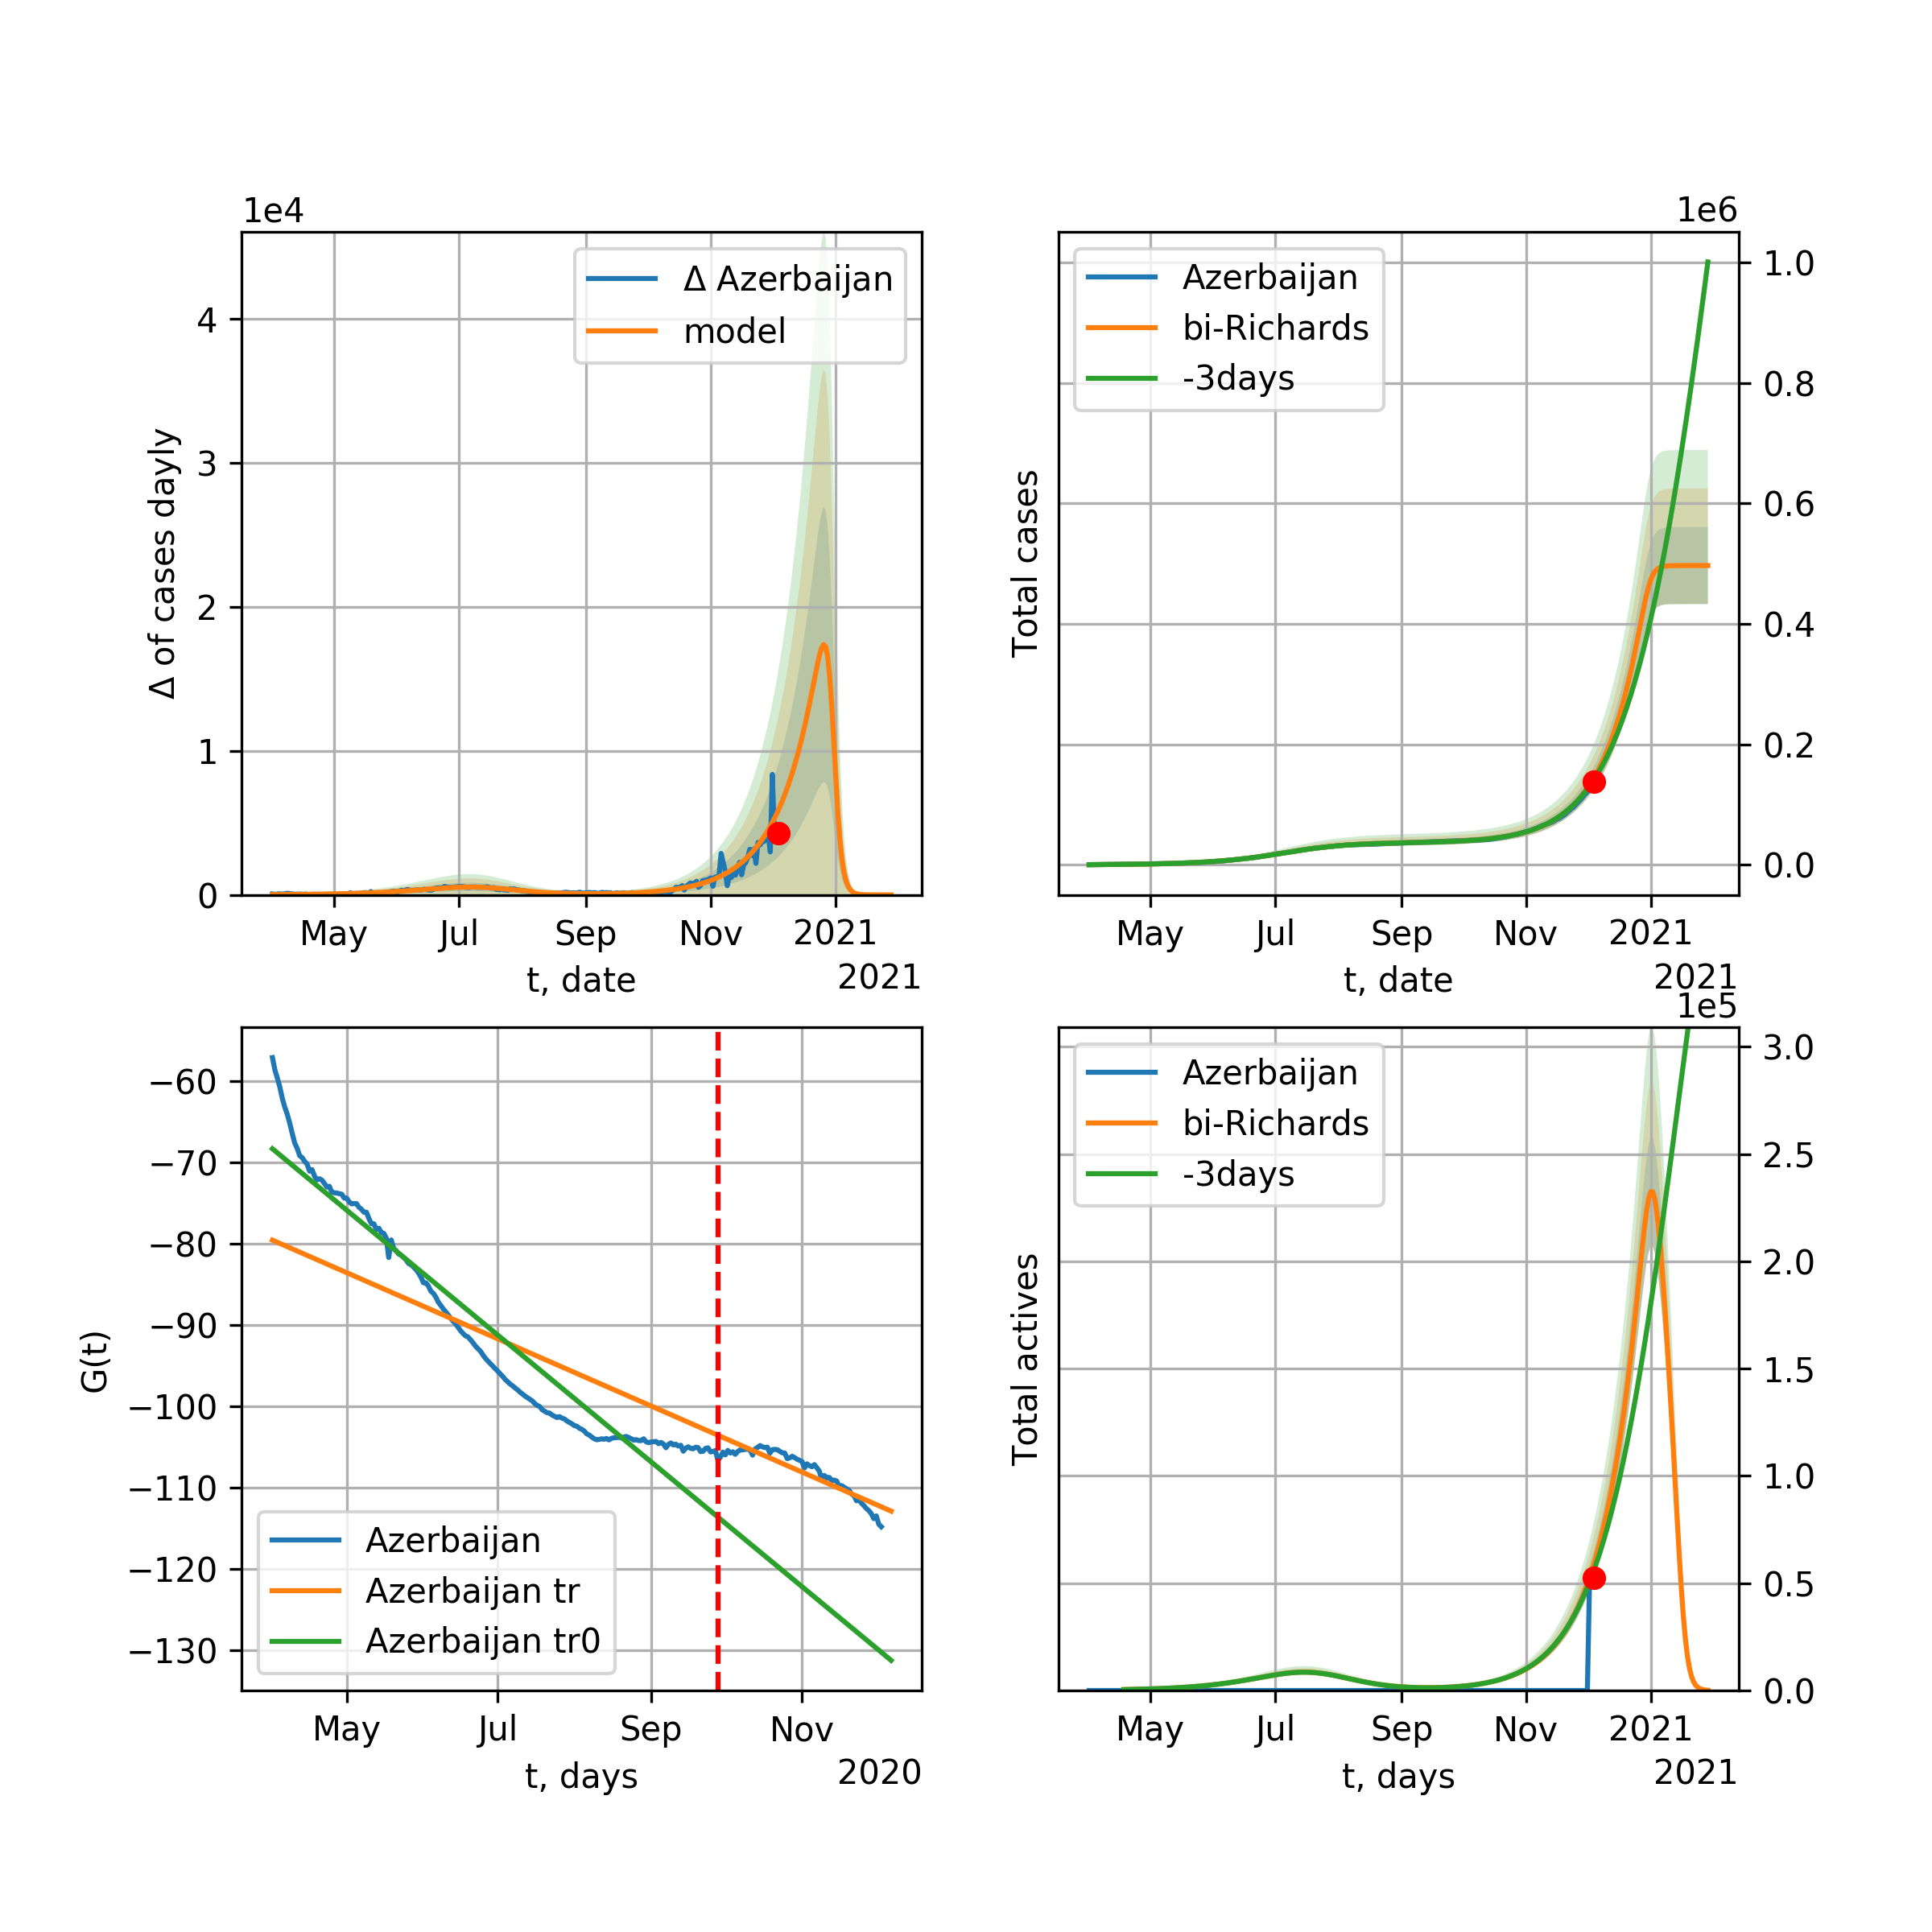 1e4
Δ Azerbaijan
model
4
3
2
1
0
Δ of cases dayly
May Jul Sep Nov 2021
t, date 2021
1e6
Azerbaijan
bi-Richards
-3days
1.0
0.8
0.6
0.4
0.2
0.0
Total cases
May Jul Sep Nov 2021
t, date 2021
−60
−70
−80
−90
−100
−110
−120
−130
G(t)
Azerbaijan
Azerbaijan tr
Azerbaijan tr0
May Jul Sep Nov
t, days 2020
1e5
Azerbaijan
bi-Richards
-3days
3.0
2.5
2.0
1.5
1.0
0.5
0.0
Total actives
May Jul Sep Nov 2021
t, days 2021